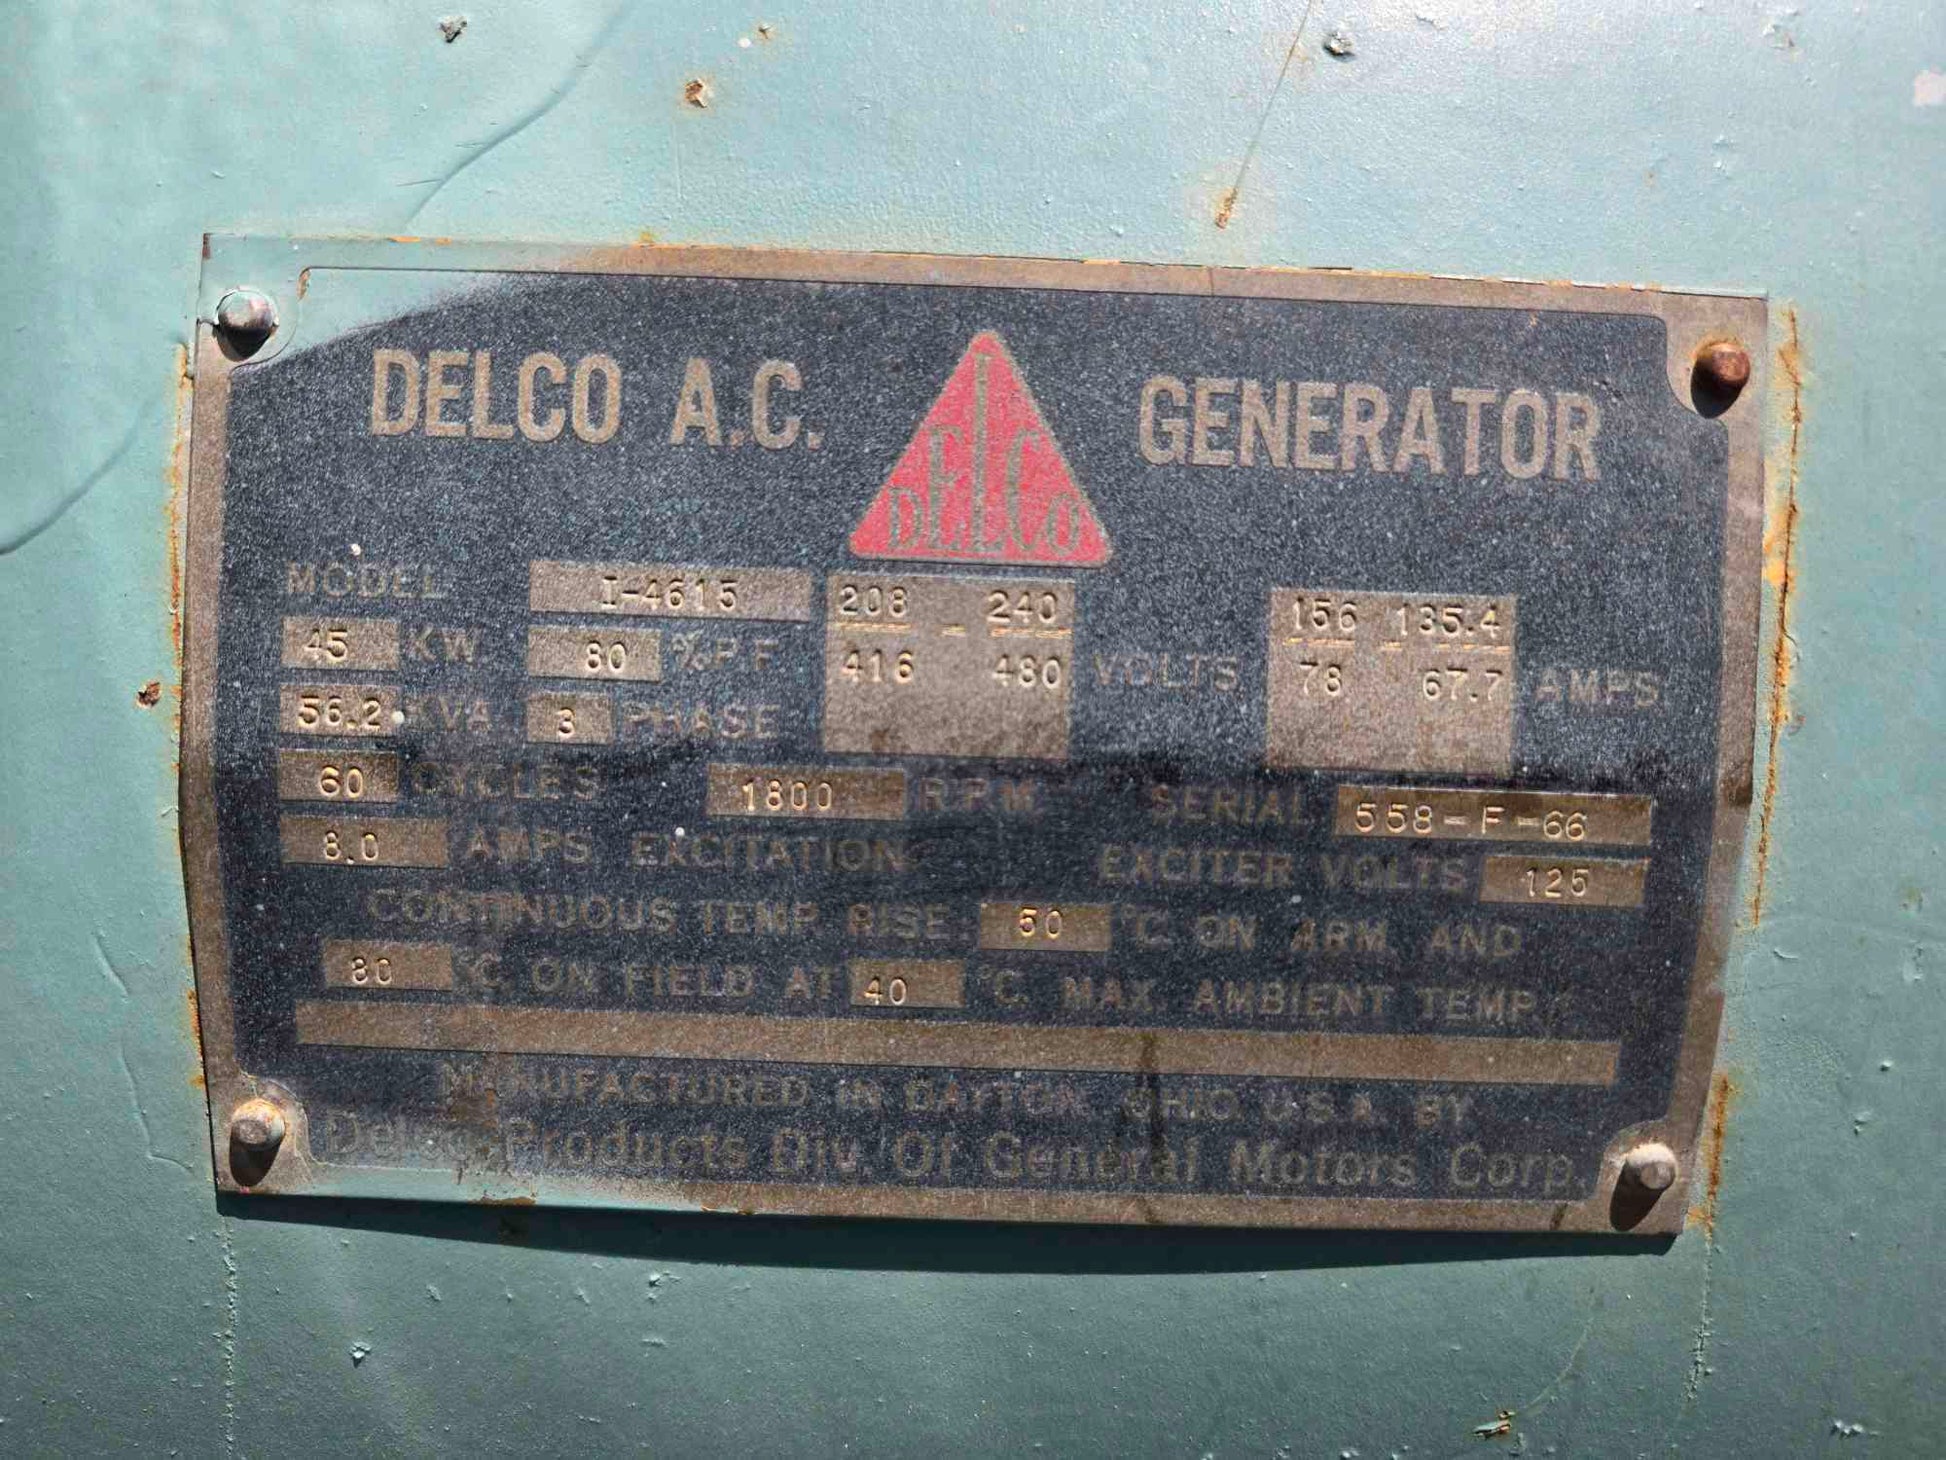 DELCO A.C. DELCO GENERATOR
MODEL I-4615 208 - 240 156 - 135.4
45 KW. 80 % P.F. 416 480 VOLTS 78 67.7 AMPS.
56.2 KVA 3 PHASE
60 CYCLES 1800 R.P.M. SERIAL 558-F-66
8.0 AMPS. EXCITATION EXCITER VOLTS 125
CONTINUOUS TEMP. RISE 50 °C. ON ARM. AND
80 °C. ON FIELD AT 40 °C. MAX. AMBIENT TEMP.
MANUFACTURED IN DAYTON, OHIO, U.S.A. BY
Delco Products Div. Of General Motors Corp.